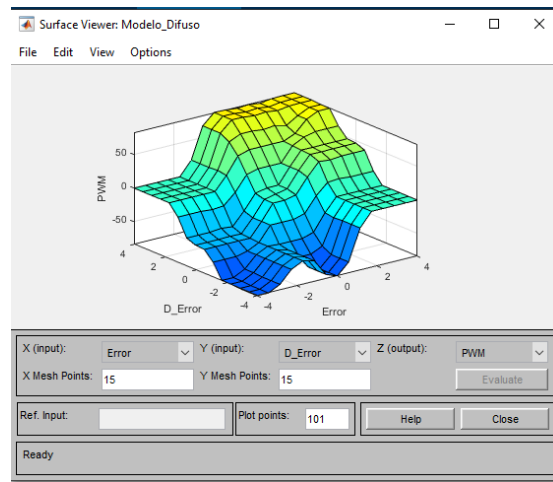 Surface Viewer: Modelo_Difuso
File Edit View Options
50
0
-50
PWM
4
2
0
-2
-4
D_Error
-4
-2
0
2
4
Error
X (input): Error Y (input): D_Error Z (output): PWM
X Mesh Points: 15 Y Mesh Points: 15 Evaluate
Ref. Input: Plot points: 101 Help Close
Ready